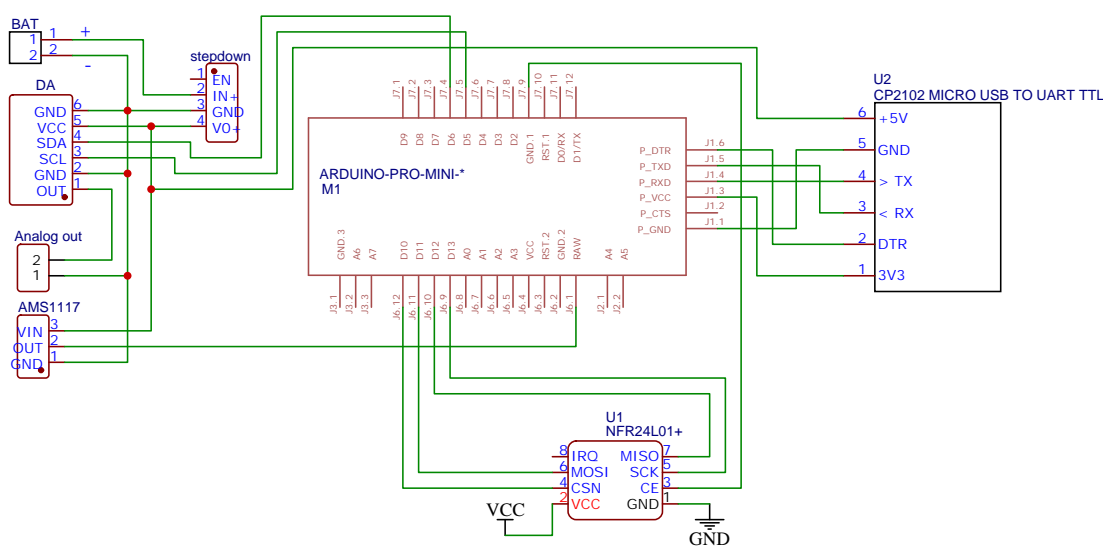 BAT
1 1 +
2 2
-
stepdown
1 EN
2 IN+
3 GND
4 VO+
DA
GND 6
VCC 5
SDA 4
SCL 3
GND 2
OUT 1
Analog out
2
1
AMS1117
VIN 3
OUT 2
GND 1
J7.1 J7.2 J7.3 J7.4 J7.5 J7.6 J7.7 J7.8 J7.9 J7.10 J7.11 J7.12
D9 D8 D7 D6 D5 D4 D3 D2 GND.1 RST.1 D0/RX D1/TX
ARDUINO-PRO-MINI-*
M1
P_DTR J1.6
P_TXD J1.5
P_RXD J1.4
P_VCC J1.3
P_CTS J1.2
P_GND J1.1
GND.3 A6 A7 D10 D11 D12 D13 A0 A1 A2 A3 VCC RST.2 GND.2 RAW A4 A5
J3.1 J3.2 J3.3 J6.12 J6.11 J6.10 J6.9 J6.8 J6.7 J6.6 J6.5 J6.4 J6.3 J6.2 J6.1 J2.1 J2.2
U2
CP2102 MICRO USB TO UART TTL
6 +5V
5 GND
4 > TX
3 < RX
2 DTR
1 3V3
U1
NFR24L01+
8 IRQ MISO 7
6 MOSI SCK 5
4 CSN CE 3
2 VCC GND 1
VCC
GND